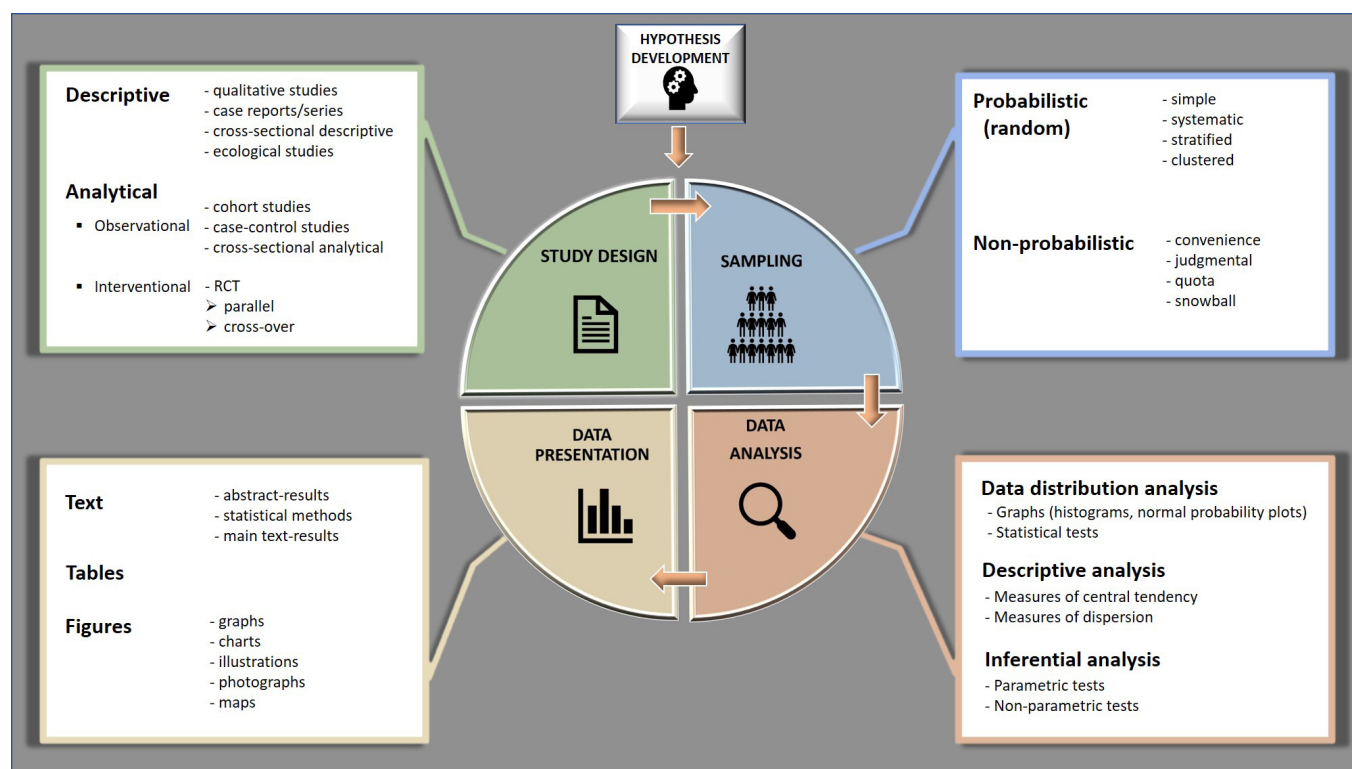 HYPOTHESIS
DEVELOPMENT
Descriptive
- qualitative studies
- case reports/series
- cross-sectional descriptive
- ecological studies
Analytical
▪ Observational
- cohort studies
- case-control studies
- cross-sectional analytical
▪ Interventional
- RCT
➢ parallel
➢ cross-over
Probabilistic
(random)
- simple
- systematic
- stratified
- clustered
Non-probabilistic
- convenience
- judgmental
- quota
- snowball
STUDY DESIGN
SAMPLING
DATA
PRESENTATION
DATA
ANALYSIS
Text
- abstract-results
- statistical methods
- main text-results
Tables
Figures
- graphs
- charts
- illustrations
- photographs
- maps
Data distribution analysis
- Graphs (histograms, normal probability plots)
- Statistical tests
Descriptive analysis
- Measures of central tendency
- Measures of dispersion
Inferential analysis
- Parametric tests
- Non-parametric tests